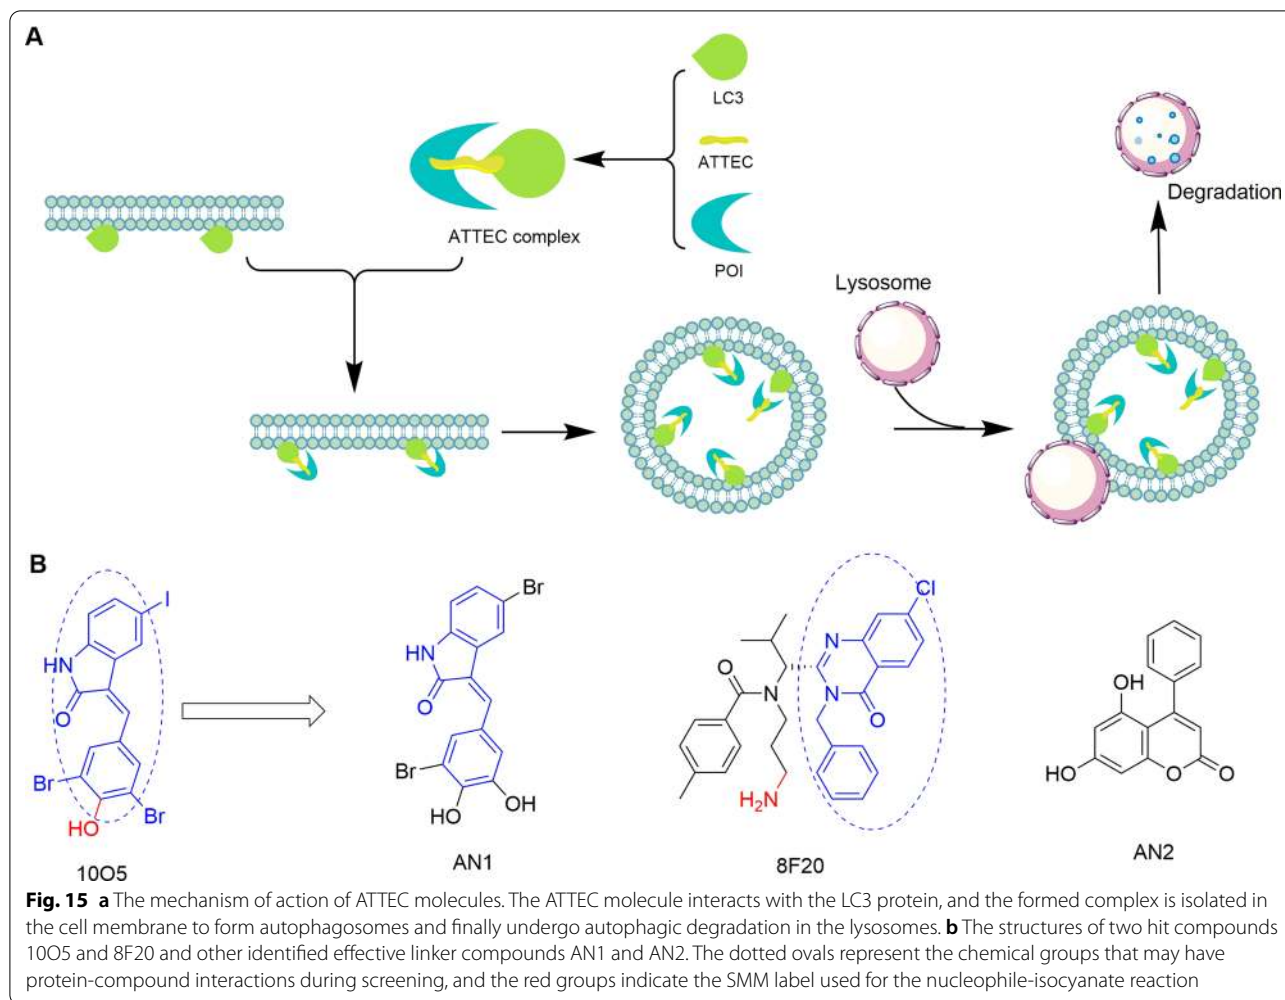 A
LC3
ATTEC
POI
ATTEC complex
Lysosome
Degradation
B
I
HN
O
Br
Br
HO
10O5
Br
HN
O
Br
HO
OH
AN1
Cl
N
O
N
N
O
H2N
8F20
OH
HO
O
O
AN2
Fig. 15 a The mechanism of action of ATTEC molecules. The ATTEC molecule interacts with the LC3 protein, and the formed complex is isolated in
the cell membrane to form autophagosomes and finally undergo autophagic degradation in the lysosomes. b The structures of two hit compounds
10O5 and 8F20 and other identified effective linker compounds AN1 and AN2. The dotted ovals represent the chemical groups that may have
protein-compound interactions during screening, and the red groups indicate the SMM label used for the nucleophile-isocyanate reaction